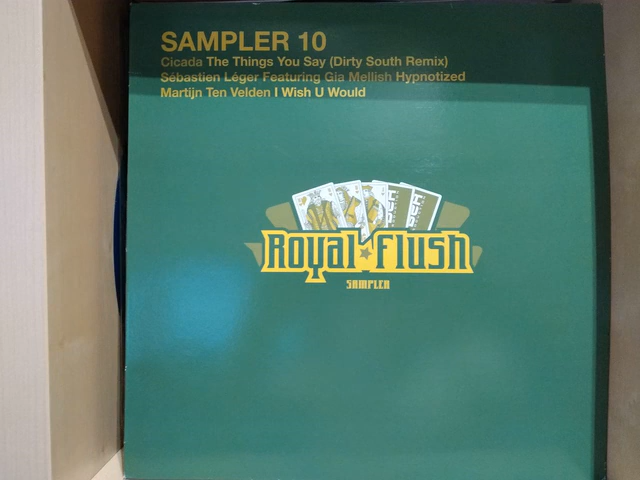 SAMPLER 10
Cicada The Things You Say (Dirty South Remix)
Sébastien Léger Featuring Gia Mellish Hypnotized
Martijn Ten Velden I Wish U Would
Royal Flush
SAMPLER